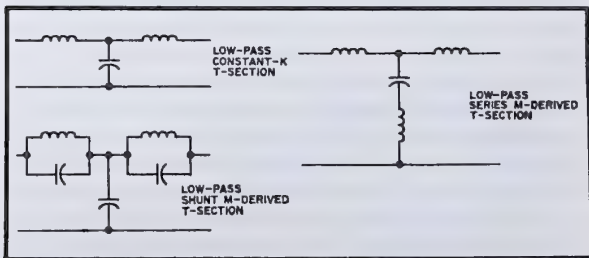 LOW-PASS
CONSTANT-K
T-SECTION
LOW-PASS
SERIES M-DERIVED
T-SECTION
LOW-PASS
SHUNT M-DERIVED
T-SECTION